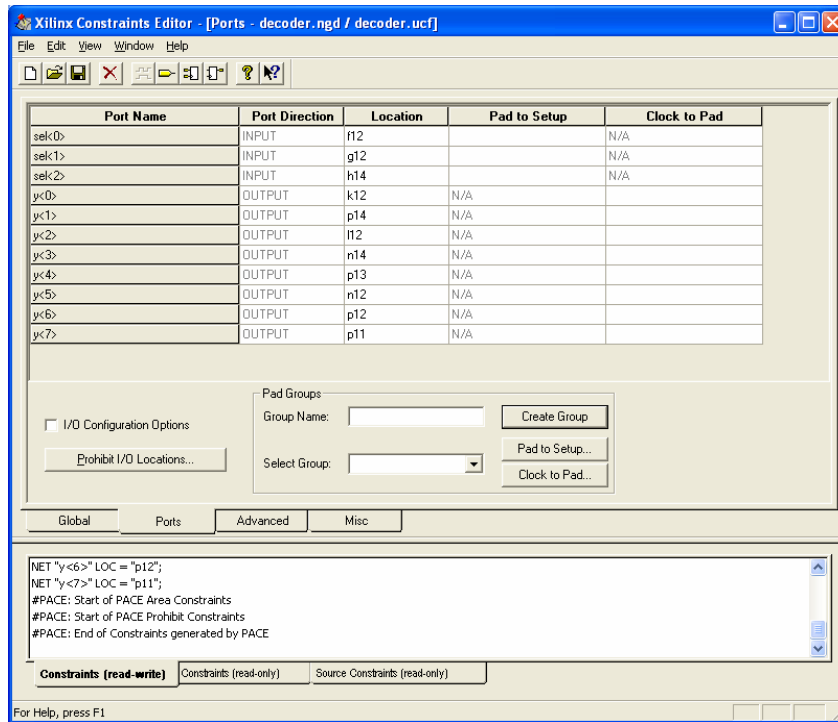 Xilinx Constraints Editor - [Ports - decoder.ngd / decoder.ucf]
File Edit View Window Help
Port Name Port Direction Location Pad to Setup Clock to Pad
sel<0> INPUT f12 N/A
sel<1> INPUT g12 N/A
sel<2> INPUT h14 N/A
y<0> OUTPUT k12 N/A
y<1> OUTPUT p14 N/A
y<2> OUTPUT l12 N/A
y<3> OUTPUT n14 N/A
y<4> OUTPUT p13 N/A
y<5> OUTPUT n12 N/A
y<6> OUTPUT p12 N/A
y<7> OUTPUT p11 N/A
Pad Groups
I/O Configuration Options
Group Name:
Create Group
Prohibit I/O Locations...
Select Group:
Pad to Setup...
Clock to Pad...
Global Ports Advanced Misc
NET "y<6>" LOC = "p12";
NET "y<7>" LOC = "p11";
#PACE: Start of PACE Area Constraints
#PACE: Start of PACE Prohibit Constraints
#PACE: End of Constraints generated by PACE
Constraints (read-write) Constraints (read-only) Source Constraints (read-only)
For Help, press F1